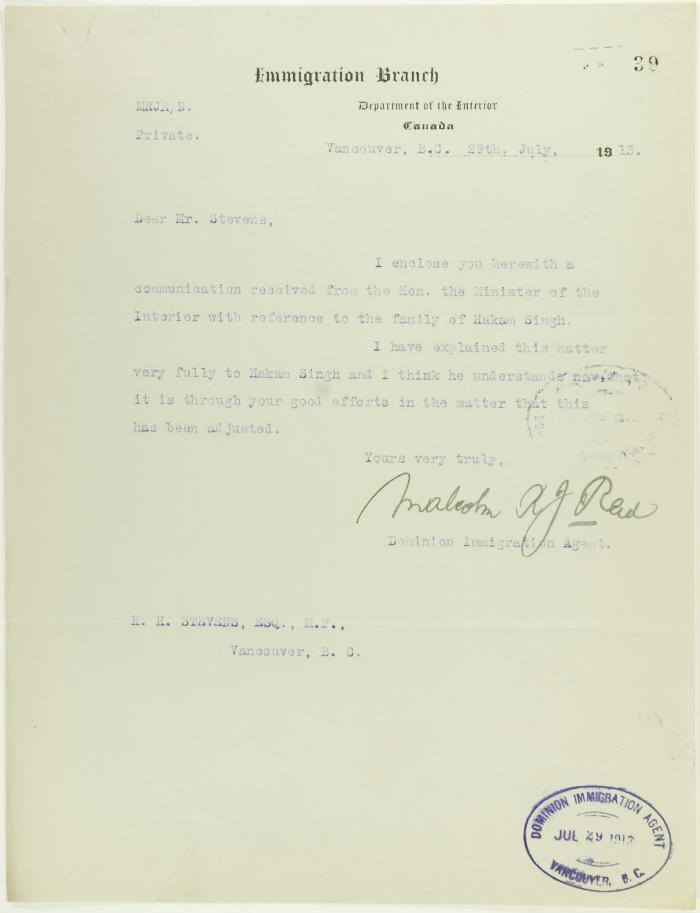 39
Immigration Branch
MRJR/N.
Department of the Interior
Canada
Private.
Vancouver, B.C. 29th. July, 1913.
Dear Mr. Stevens,
I enclose you herewith a
communication received from the Hon. the Minister of the
Interior with reference to the family of Hakam Singh.
I have explained this matter
very fully to Hakam Singh and I think he understands now that
it is through your good efforts in the matter that this
has been adjusted.
Yours very truly,
Malcolm R J Reid
Dominion Immigration Agent.
H. H. STEVENS, ESQ., M.P.,
Vancouver, B. C.
DOMINION IMMIGRATION AGENT
JUL 29 1913
VANCOUVER, B. C.